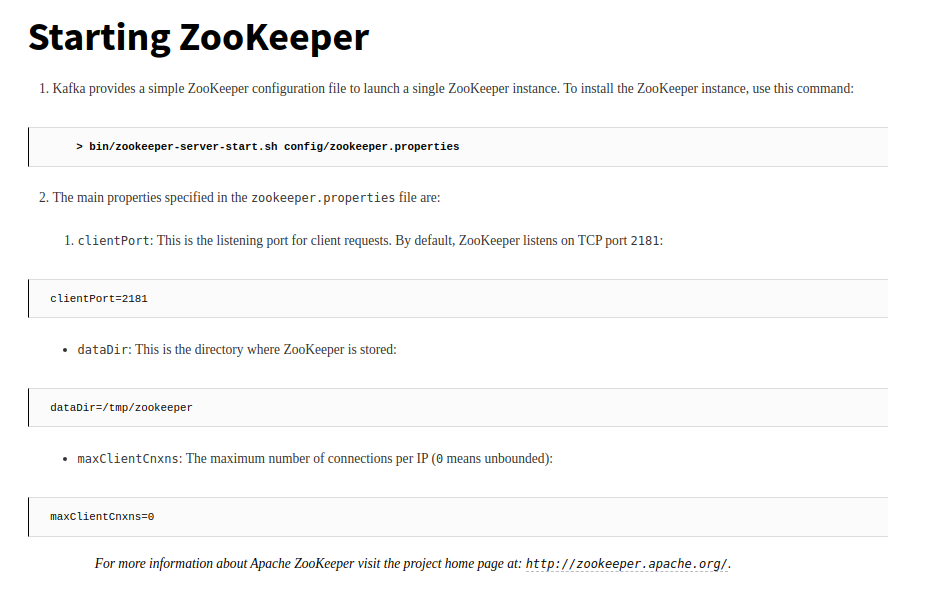 Starting ZooKeeper
1. Kafka provides a simple ZooKeeper configuration file to launch a single ZooKeeper instance. To install the ZooKeeper instance, use this command:
> bin/zookeeper-server-start.sh config/zookeeper.properties
2. The main properties specified in the zookeeper.properties file are:
1. clientPort: This is the listening port for client requests. By default, ZooKeeper listens on TCP port 2181:
clientPort=2181
• dataDir: This is the directory where ZooKeeper is stored:
dataDir=/tmp/zookeeper
• maxClientCnxns: The maximum number of connections per IP (0 means unbounded):
maxClientCnxns=0
For more information about Apache ZooKeeper visit the project home page at: http://zookeeper.apache.org/.